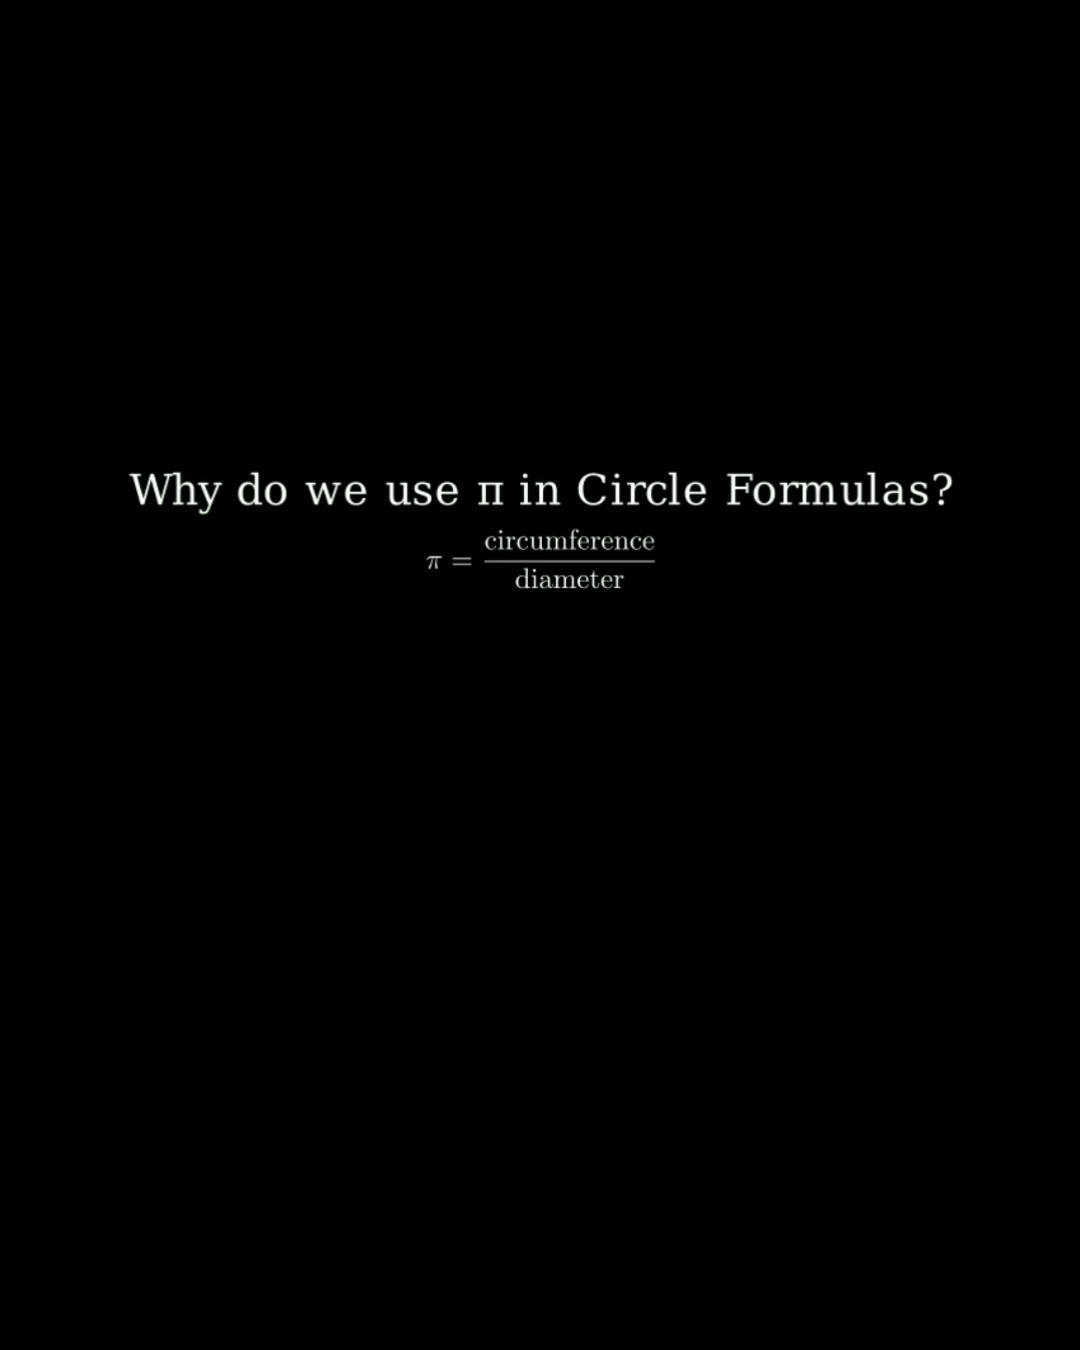 Why do we use π in Circle Formulas?
π = circumference / diameter